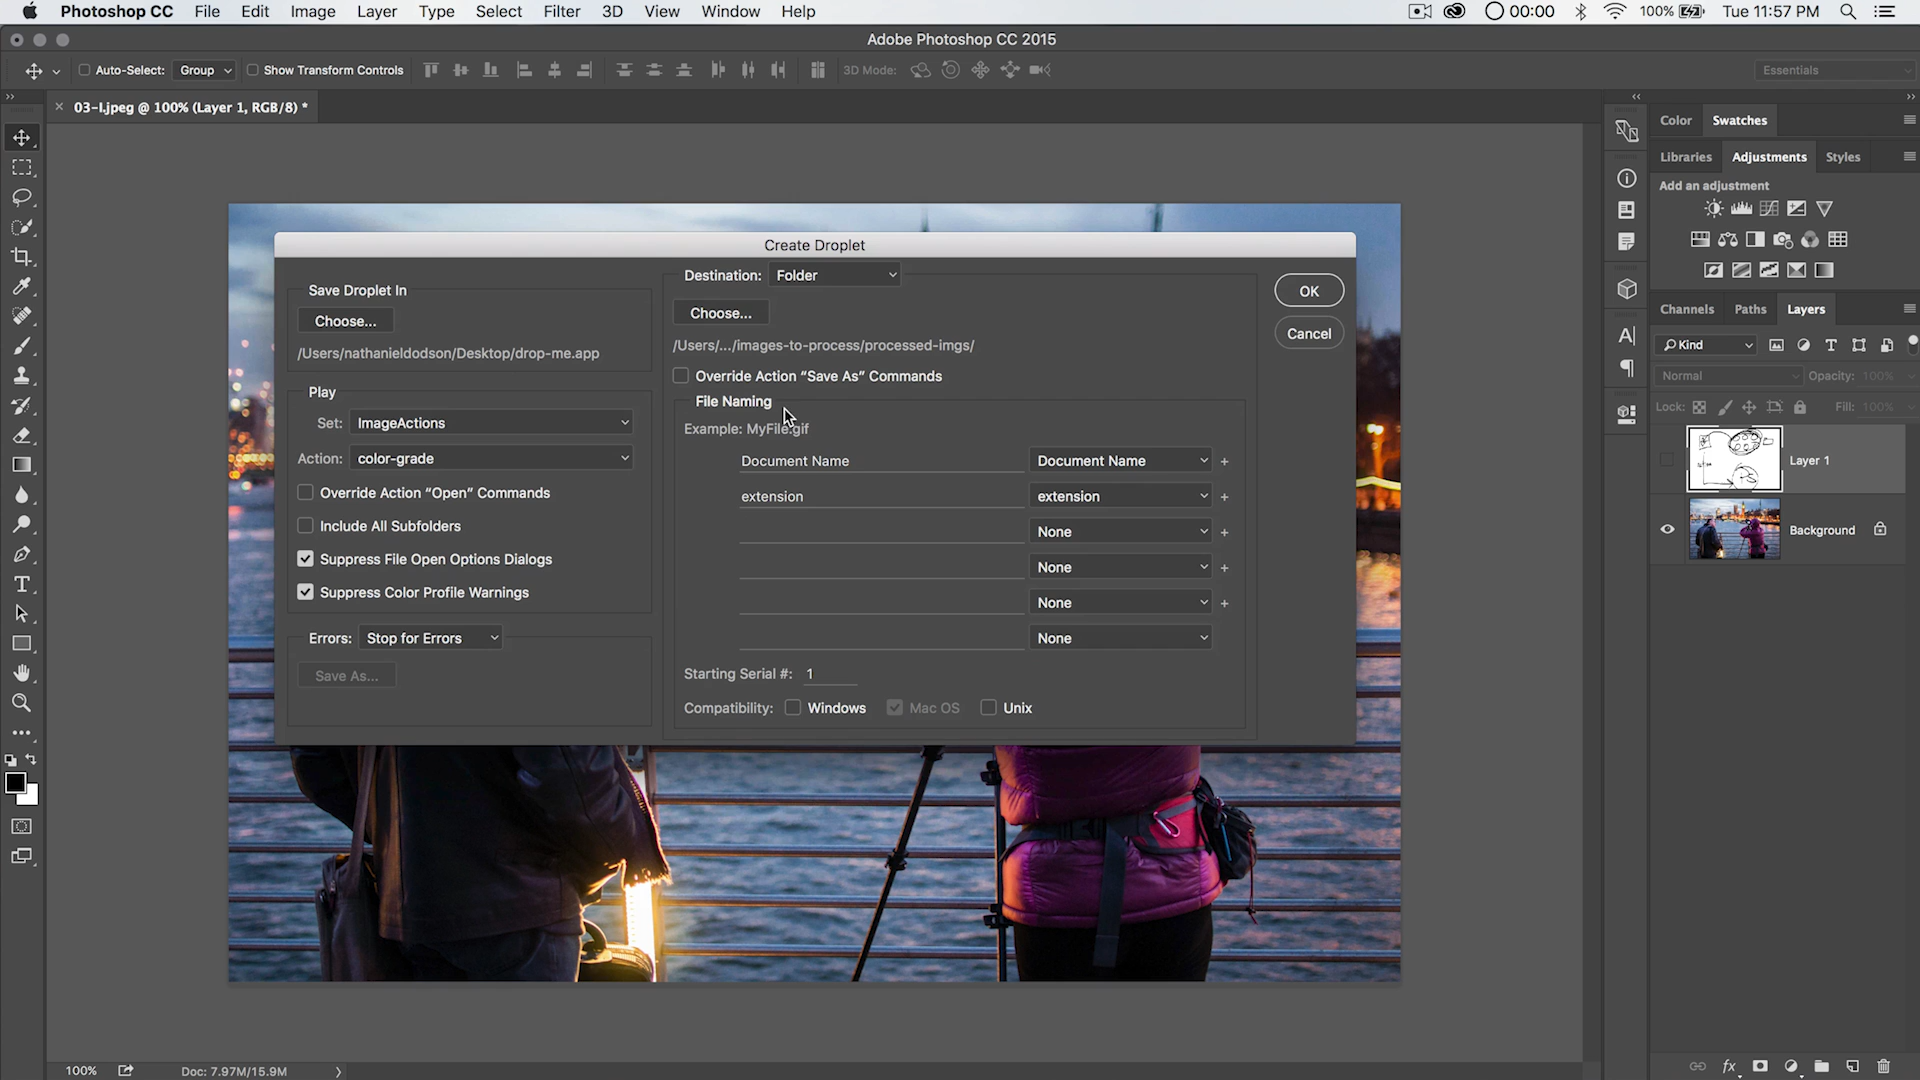 Photoshop CC File Edit Image Layer Type Select Filter 3D View Window Help 00:00 100% Tue 11:57 PM
Adobe Photoshop CC 2015
Auto-Select: Group Show Transform Controls 3D Mode: Essentials
03-l.jpeg @ 100% (Layer 1, RGB/8) *
Color Swatches
Libraries Adjustments Styles
Add an adjustment
Channels Paths Layers
Kind
Normal Opacity: 100%
Lock: Fill: 100%
Layer 1
Background
Create Droplet
Save Droplet In
Choose...
/Users/nathanieldodson/Desktop/drop-me.app
Play
Set: ImageActions
Action: color-grade
Override Action “Open” Commands
Include All Subfolders
Suppress File Open Options Dialogs
Suppress Color Profile Warnings
Errors: Stop for Errors
Save As...
Destination: Folder
Choose...
/Users/.../images-to-process/processed-imgs/
Override Action “Save As” Commands
File Naming
Example: MyFile.gif
Document Name Document Name +
extension extension +
None +
None +
None +
None
Starting Serial #: 1
Compatibility: Windows Mac OS Unix
OK
Cancel
100% Doc: 7.97M/15.9M